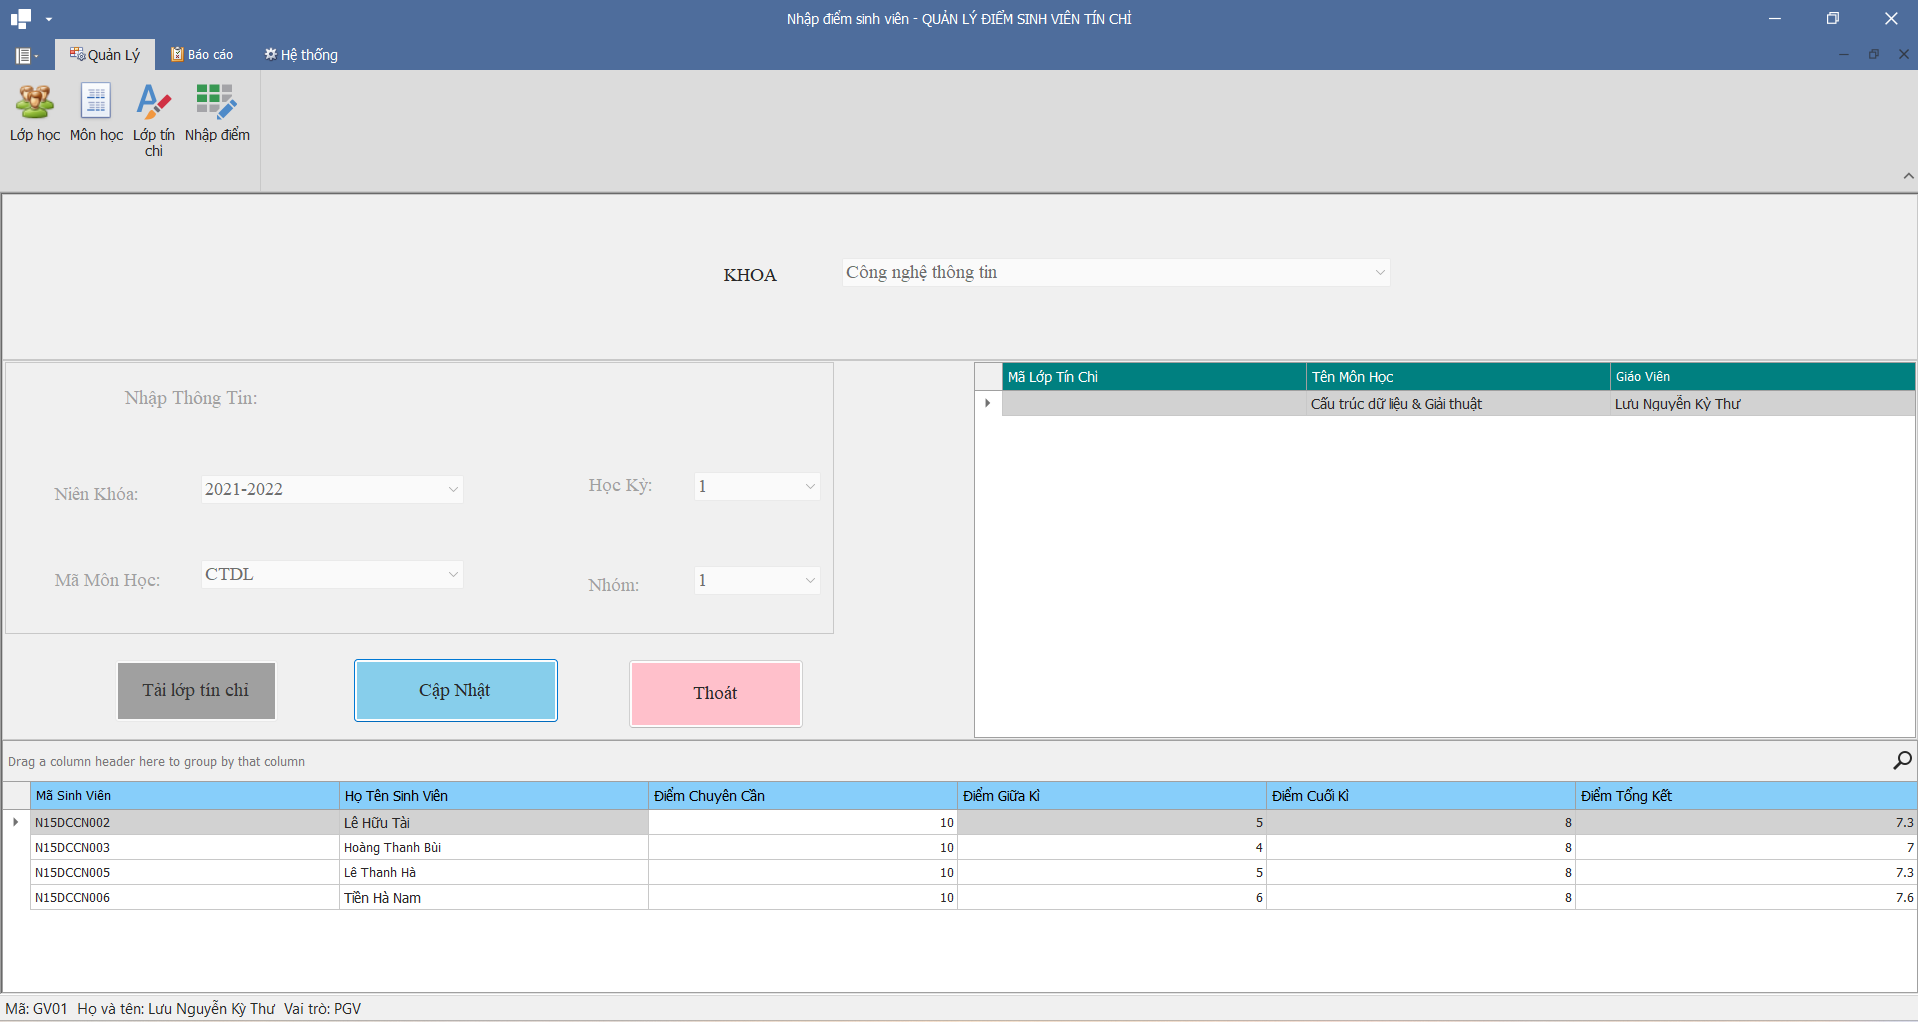 Nhập điểm sinh viên - QUẢN LÝ ĐIỂM SINH VIÊN TÍN CHỈ
Quản Lý
Báo cáo
Hệ thống
Lớp học
Môn học
Lớp tín
chỉ
Nhập điểm
KHOA
Công nghệ thông tin
Nhập Thông Tin:
Niên Khóa:
2021-2022
Học Kỳ:
1
Mã Môn Học:
CTDL
Nhóm:
1
Tải lớp tín chỉ
Cập Nhật
Thoát
Mã Lớp Tín Chỉ
Tên Môn Học
Giáo Viên
Cấu trúc dữ liệu & Giải thuật
Lưu Nguyễn Kỳ Thư
Drag a column header here to group by that column
Mã Sinh Viên
Họ Tên Sinh Viên
Điểm Chuyên Cần
Điểm Giữa Kì
Điểm Cuối Kì
Điểm Tổng Kết
N15DCCN002
Lê Hữu Tài
10
5
8
7.3
N15DCCN003
Hoàng Thanh Bùi
10
4
8
7
N15DCCN005
Lê Thanh Hà
10
5
8
7.3
N15DCCN006
Tiền Hà Nam
10
6
8
7.6
Mã: GV01 Họ và tên: Lưu Nguyễn Kỳ Thư Vai trò: PGV